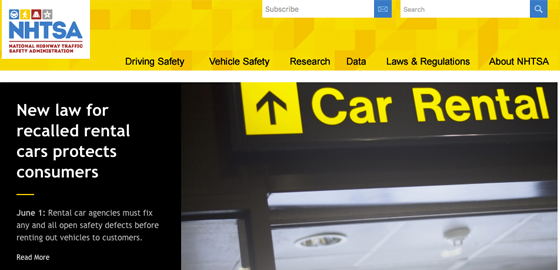 Subscribe
Search
NHTSA
NATIONAL HIGHWAY TRAFFIC
SAFETY ADMINISTRATION
Driving Safety
Vehicle Safety
Research
Data
Laws & Regulations
About NHTSA
New law for
recalled rental
cars protects
consumers
June 1: Rental car agencies must fix
any and all open safety defects before
renting out vehicles to customers.
Read More
Car Rental